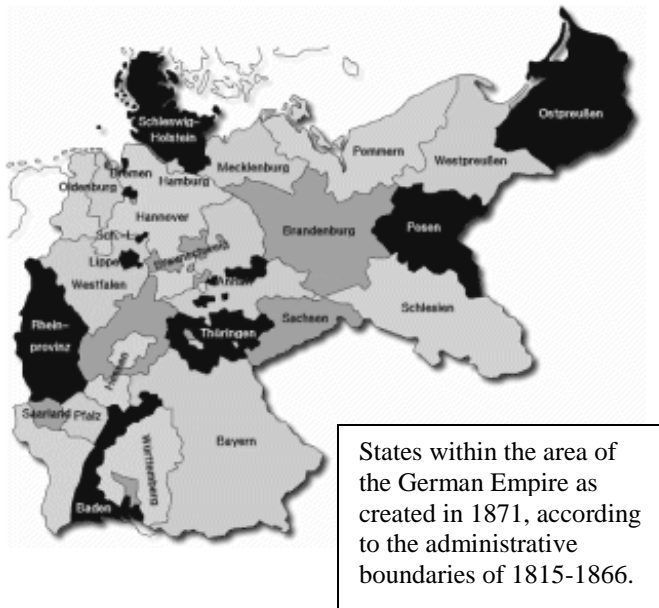 Ostpreußen
Schleswig-
Holstein
Pommern
Westpreußen
Mecklenburg
Bremen
Hamburg
Oldenburg
Hannover
Brandenburg
Posen
Sch.-L.
Lippe
Braunschweig
Anhalt
Westfalen
Schlesien
Sachsen
Thüringen
Rhein-
provinz
Hessen
Saarland
Pfalz
Bayern
Württemberg
Baden
States within the area of
the German Empire as
created in 1871, according
to the administrative
boundaries of 1815-1866.